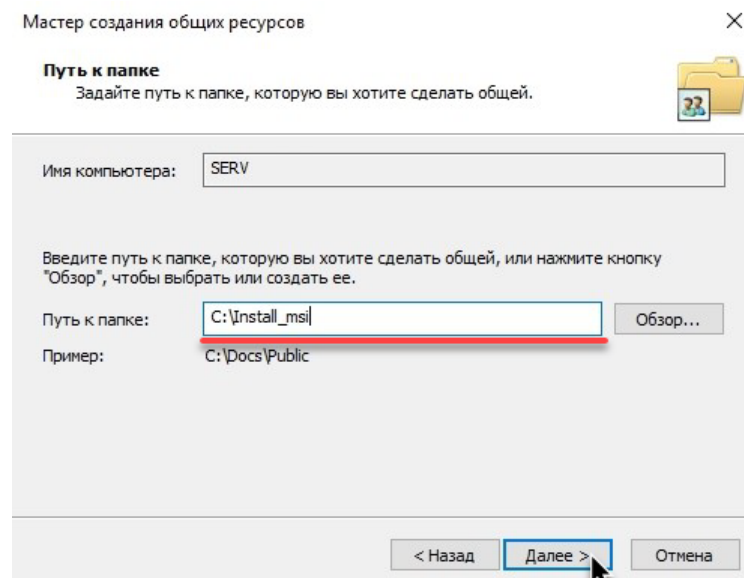 Мастер создания общих ресурсов
Путь к папке
Задайте путь к папке, которую вы хотите сделать общей.
Имя компьютера: SERV
Введите путь к папке, которую вы хотите сделать общей, или нажмите кнопку
"Обзор", чтобы выбрать или создать ее.
Путь к папке: C:\Install_msi Обзор...
Пример: C:\Docs\Public
< Назад Далее > Отмена